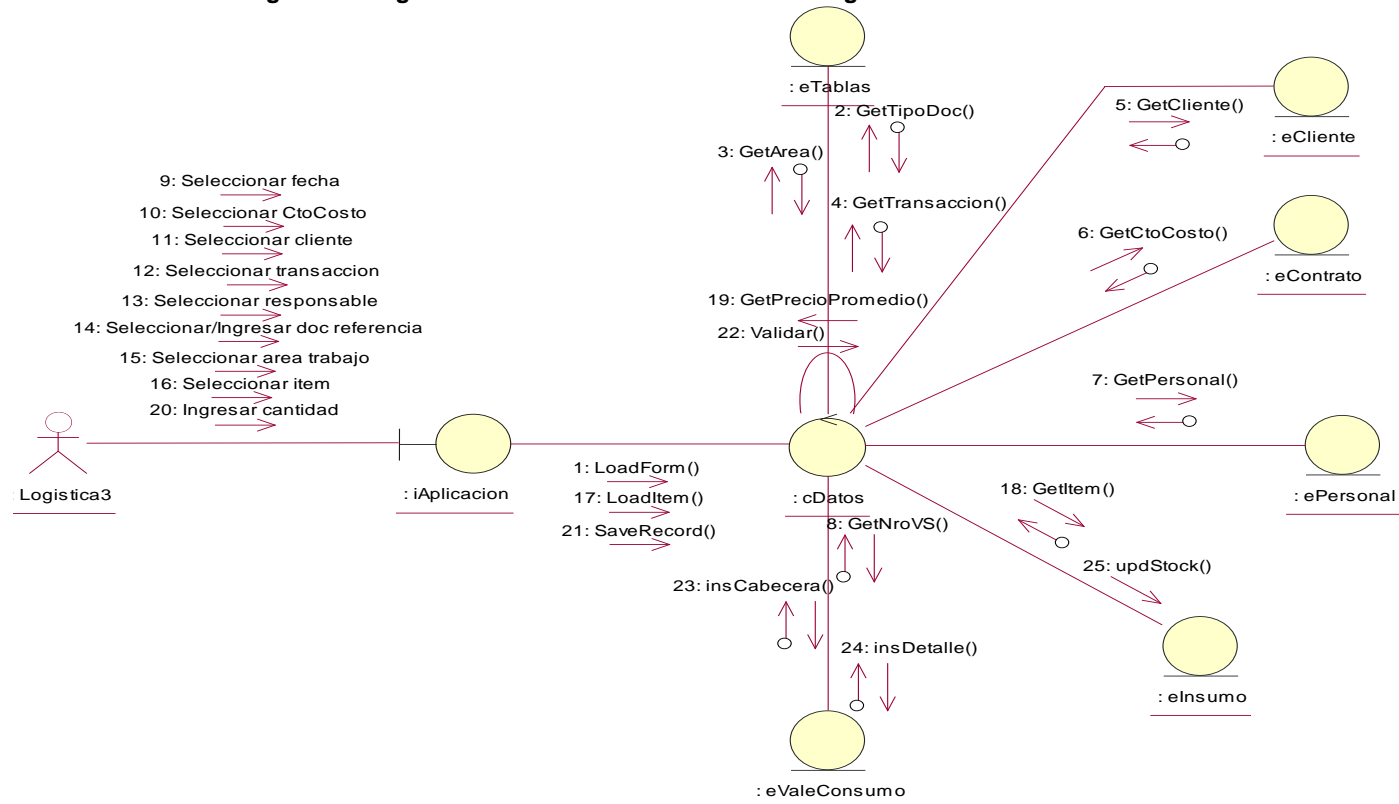 : eTablas
2: GetTipoDoc()
3: GetArea()
4: GetTransaccion()
5: GetCliente()
: eCliente
6: GetCtoCosto()
: eContrato
9: Seleccionar fecha
10: Seleccionar CtoCosto
11: Seleccionar cliente
12: Seleccionar transaccion
13: Seleccionar responsable
14: Seleccionar/Ingresar doc referencia
15: Seleccionar area trabajo
16: Seleccionar item
20: Ingresar cantidad
19: GetPrecioPromedio()
22: Validar()
7: GetPersonal()
: Logistica3
: iAplicacion
1: LoadForm()
17: LoadItem()
21: SaveRecord()
: cDatos
: ePersonal
8: GetNroVS()
18: GetItem()
25: updStock()
23: insCabecera()
24: insDetalle()
: eInsumo
: eValeConsumo